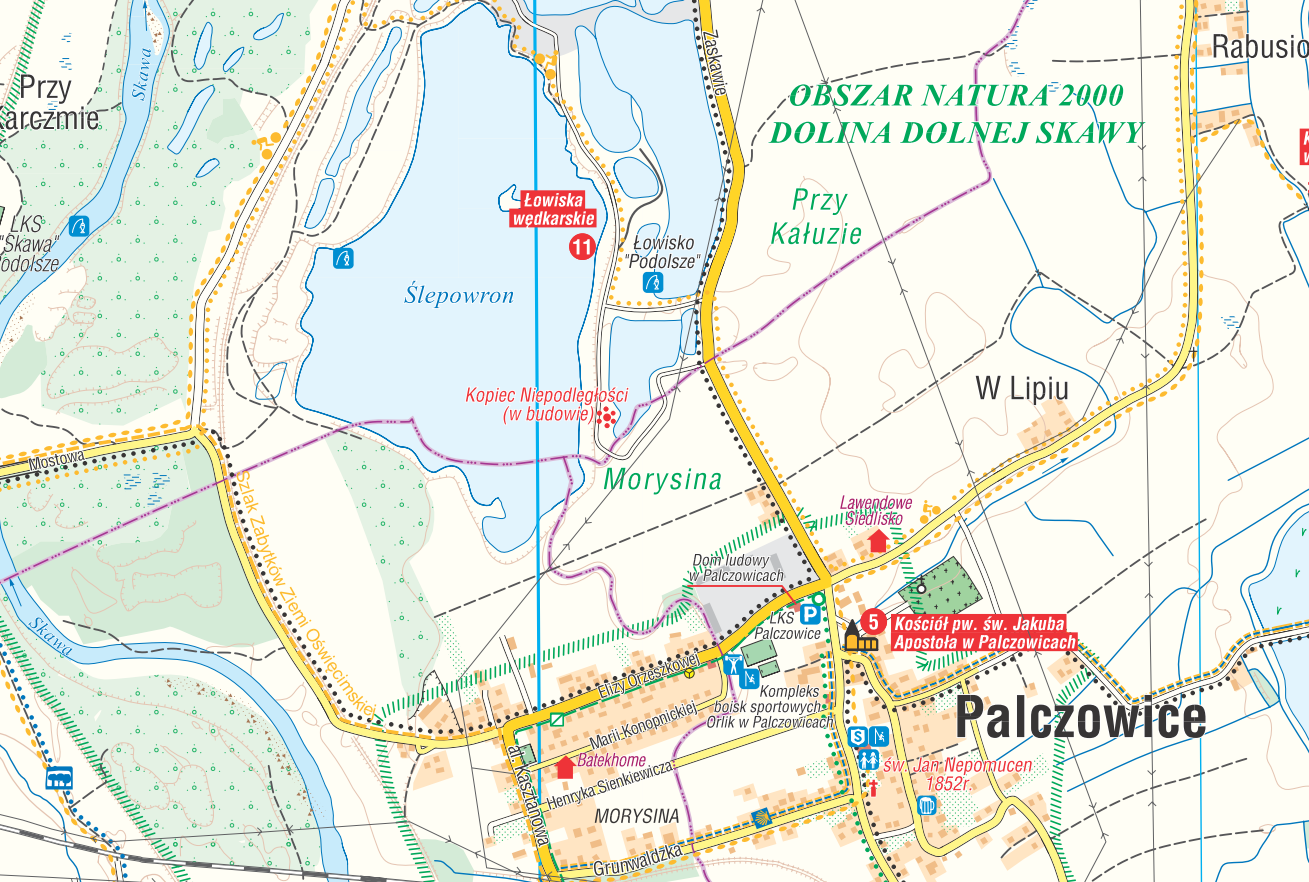 Rabusio
Zaskawie
Skawa
Przy
Karczmie
OBSZAR NATURA 2000
DOLINA DOLNEJ SKAWY
Łowiska
wędkarskie
11
Przy
Kałuzie
LKS
"Skawa"
Podolsze
Łowisko
"Podolsze"
Ślepowron
W Lipiu
Kopiec Niepodległości
(w budowie)
Mostowa
Morysina
Szlak Zabytków Ziemi Oświęcimskiej
Lawendowe
Siedlisko
Dom ludowy
w Palczowicach
P
LKS
Palczowice
5
Kościół pw. św. Jakuba
Apostoła w Palczowicach
Skawa
Elizy Orzeszkowej
Kompleks
boisk sportowych
Orlik w Palczowicach
Marii Konopnickiej
Palczowice
S
al. Kasztanowa
Batekhome
Henryka Sienkiewicza
św. Jan Nepomucen
1852r.
MORYSINA
Grunwaldzka